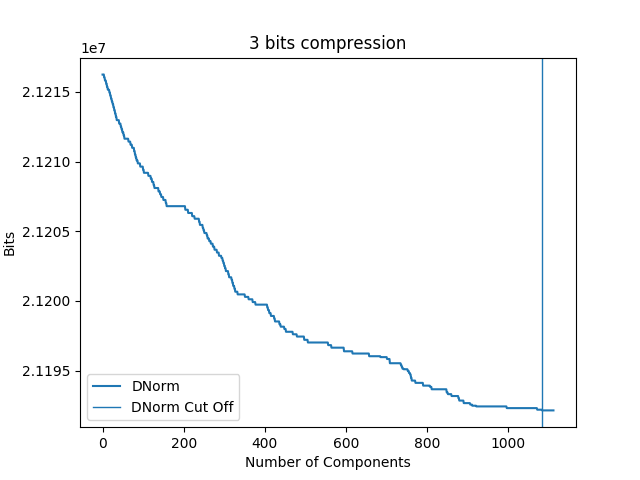 3 bits compression
1e7
2.1215
2.1210
2.1205
2.1200
2.1195
Bits
DNorm
DNorm Cut Off
0 200 400 600 800 1000
Number of Components